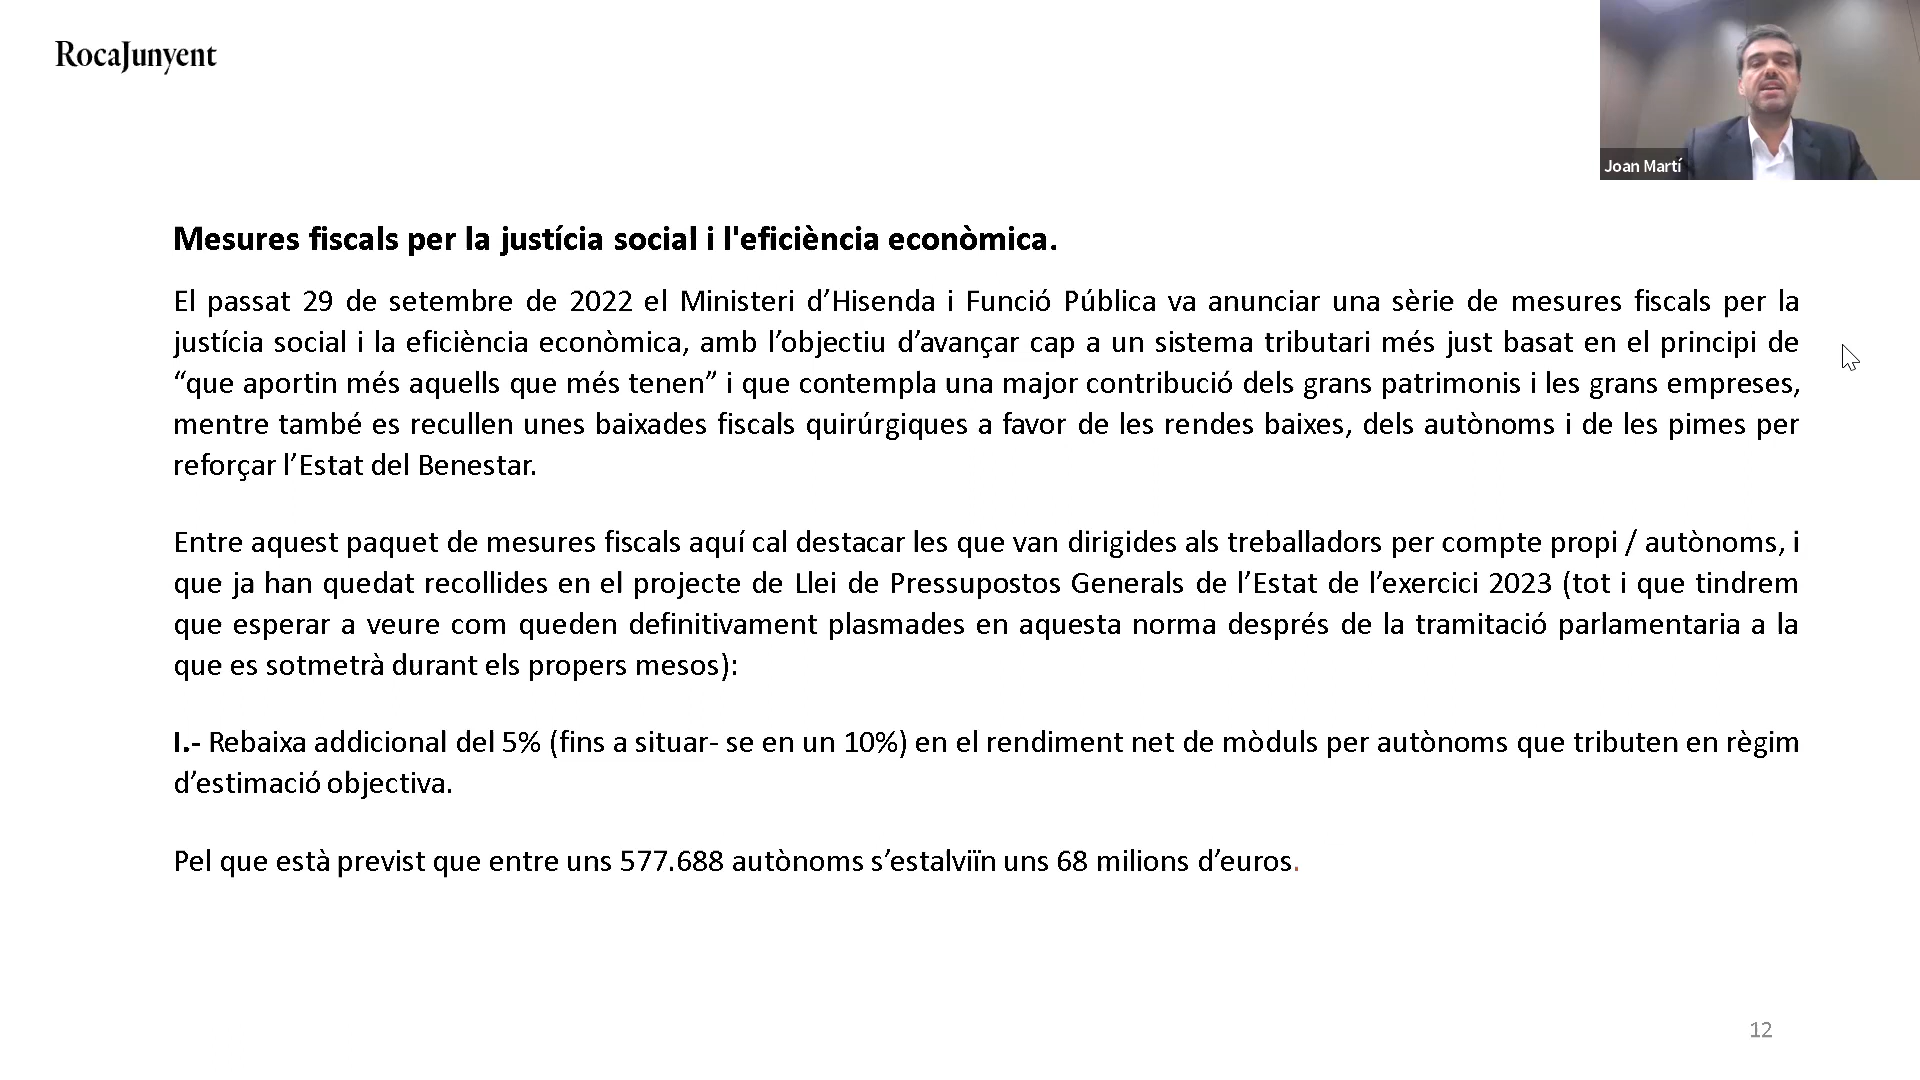 RocaJunyent
Joan Martí
Mesures fiscals per la justícia social i l'eficiència econòmica.
El passat 29 de setembre de 2022 el Ministeri d’Hisenda i Funció Pública va anunciar una sèrie de mesures fiscals per la
justícia social i la eficiència econòmica, amb l’objectiu d’avançar cap a un sistema tributari més just basat en el principi de
“que aportin més aquells que més tenen” i que contempla una major contribució dels grans patrimonis i les grans empreses,
mentre també es recullen unes baixades fiscals quirúrgiques a favor de les rendes baixes, dels autònoms i de les pimes per
reforçar l’Estat del Benestar.
Entre aquest paquet de mesures fiscals aquí cal destacar les que van dirigides als treballadors per compte propi / autònoms, i
que ja han quedat recollides en el projecte de Llei de Pressupostos Generals de l’Estat de l’exercici 2023 (tot i que tindrem
que esperar a veure com queden definitivament plasmades en aquesta norma després de la tramitació parlamentaria a la
que es sotmetrà durant els propers mesos):
I.- Rebaixa addicional del 5% (fins a situar- se en un 10%) en el rendiment net de mòduls per autònoms que tributen en règim
d’estimació objectiva.
Pel que està previst que entre uns 577.688 autònoms s’estalviïn uns 68 milions d’euros.
12